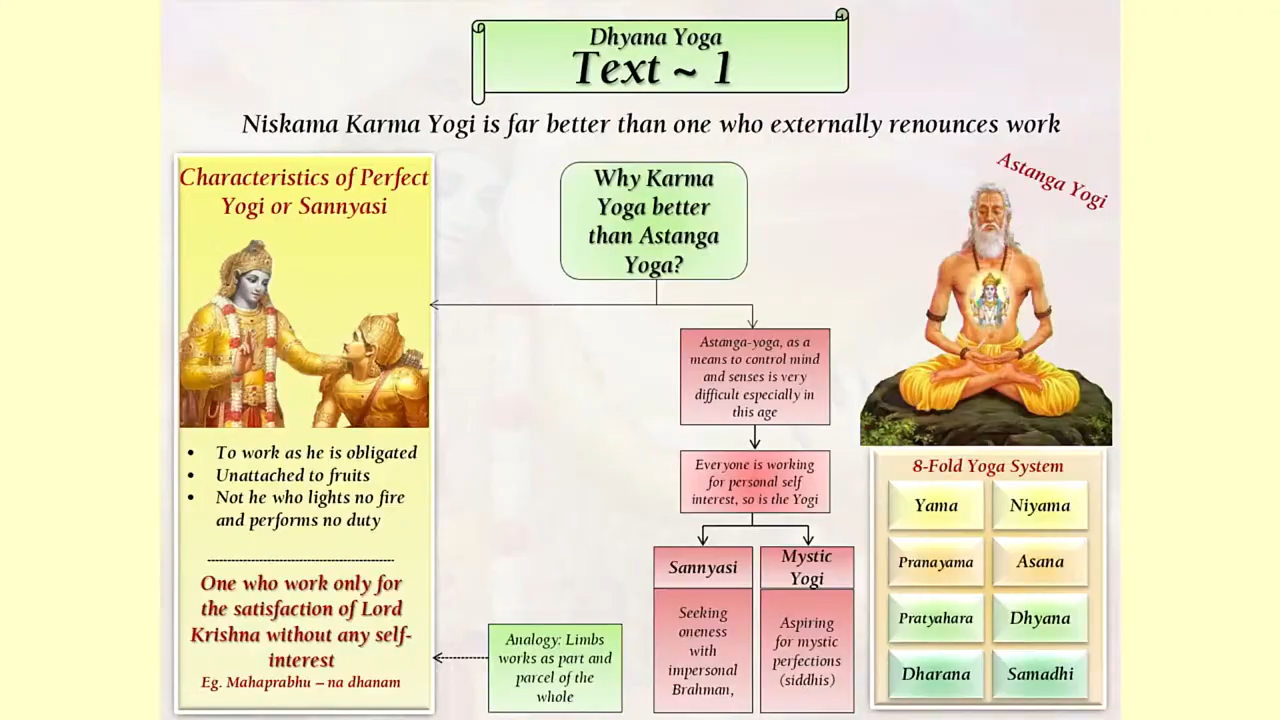 Dhyana Yoga
Text ~ 1
Niskama Karma Yogi is far better than one who externally renounces work
Characteristics of Perfect
Yogi or Sannyasi
• To work as he is obligated
• Unattached to fruits
• Not he who lights no fire
and performs no duty
One who work only for
the satisfaction of Lord
Krishna without any self-
interest
Eg. Mahaprabhu – na dhanam
Why Karma
Yoga better
than Astanga
Yoga?
Astanga-yoga, as a
means to control mind
and senses is very
difficult especially in
this age
Everyone is working
for personal self
interest, so is the Yogi
Sannyasi
Seeking
oneness
with
impersonal
Brahman,
Mystic
Yogi
Aspiring
for mystic
perfections
(siddhis)
Analogy: Limbs
works as part and
parcel of the
whole
Astanga Yogi
8-Fold Yoga System
Yama
Niyama
Pranayama
Asana
Pratyahara
Dhyana
Dharana
Samadhi